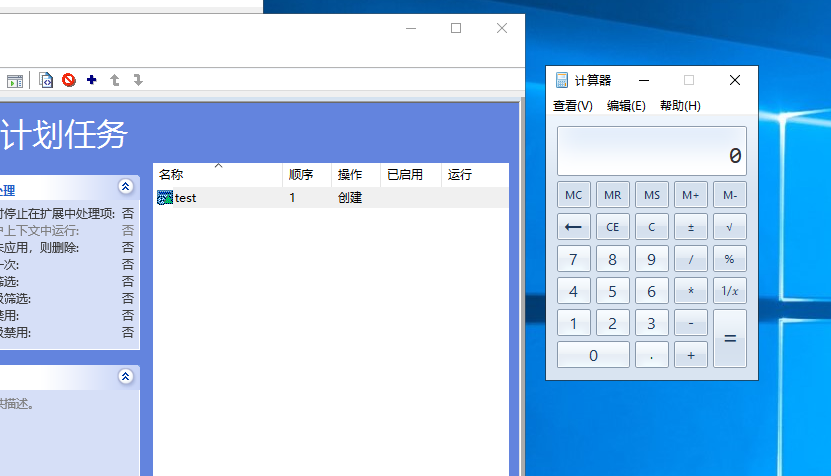 计划任务
处理
时停止在扩展中处理项: 否
户上下文中运行: 否
未应用，则删除: 否
一次: 否
筛选: 否
级筛选: 否
禁用: 否
级禁用: 否
供描述。
名称 顺序 操作 已启用 运行
test 1 创建
计算器
查看(V) 编辑(E) 帮助(H)
0
MC MR MS M+ M-
← CE C ± √
7 8 9 / %
4 5 6 * 1/x
1 2 3 - =
0 . +